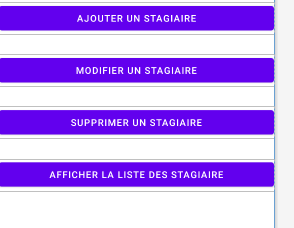 AJOUTER UN STAGIAIRE
MODIFIER UN STAGIAIRE
SUPPRIMER UN STAGIAIRE
AFFICHER LA LISTE DES STAGIAIRE